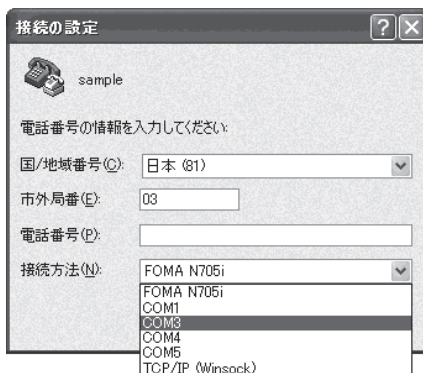 接続の設定
sample
電話番号の情報を入力してください:
国/地域番号(C): 日本 (81)
市外局番(E): 03
電話番号(P):
接続方法(N): FOMA N705i
FOMA N705i
COM1
COM3
COM4
COM5
TCP/IP (Winsock)